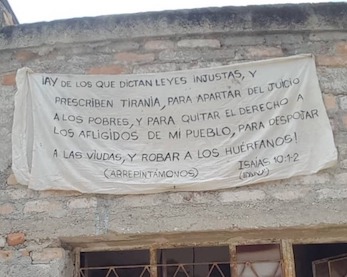 ¡AY DE LOS QUE DICTAN LEYES INJUSTAS, Y
PRESCRIBEN TIRANÍA, PARA APARTAR DEL JUICIO
A LOS POBRES, Y PARA QUITAR EL DERECHO A
LOS AFLIGIDOS DE MI PUEBLO, PARA DESPOJAR
A LAS VIUDAS, Y ROBAR A LOS HUÉRFANOS!
(ARREPINTÁMONOS) ISAÍAS 10:1-2